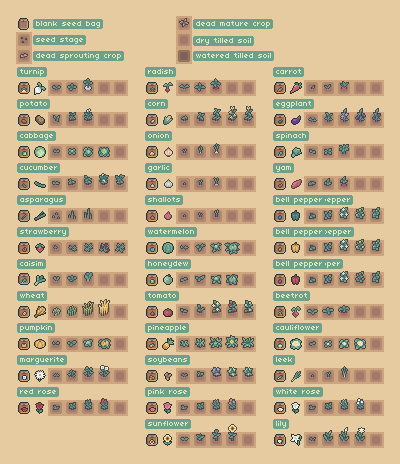 blank seed bag
dead mature crop
seed stage
dry tilled soil
dead sprouting crop
watered tilled soil
turnip
radish
carrot
potato
corn
eggplant
cabbage
onion
spinach
cucumber
garlic
yam
asparagus
shallots
bell pepper
strawberry
watermelon
bell pepper
caisim
honeydew
bell pepper
wheat
tomato
beetrot
pumpkin
pineapple
cauliflower
marguerite
soybeans
leek
red rose
pink rose
white rose
sunflower
lily